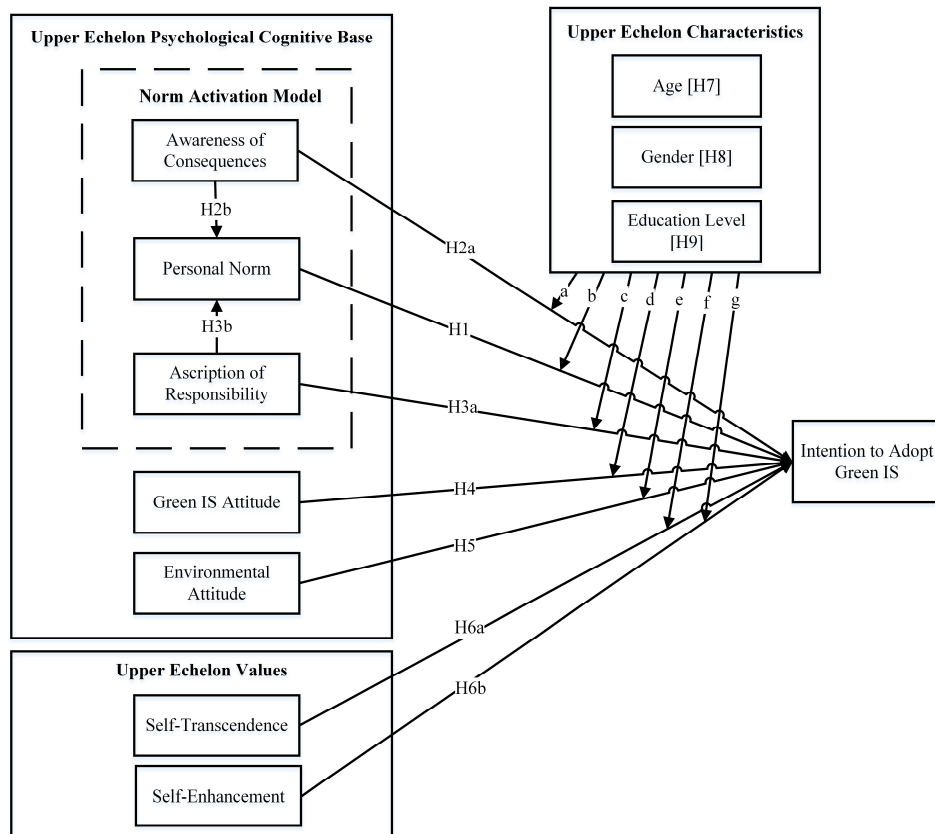 Upper Echelon Psychological Cognitive Base
Norm Activation Model
Awareness of
Consequences
H2b
Personal Norm
H3b
Ascription of
Responsibility
Green IS Attitude
Environmental
Attitude
Upper Echelon Values
Self-Transcendence
Self-Enhancement
H2a
H1
H3a
H4
H5
H6a
H6b
Upper Echelon Characteristics
Age [H7]
Gender [H8]
Education Level
[H9]
a
b
c
d
e
f
g
Intention to Adopt
Green IS